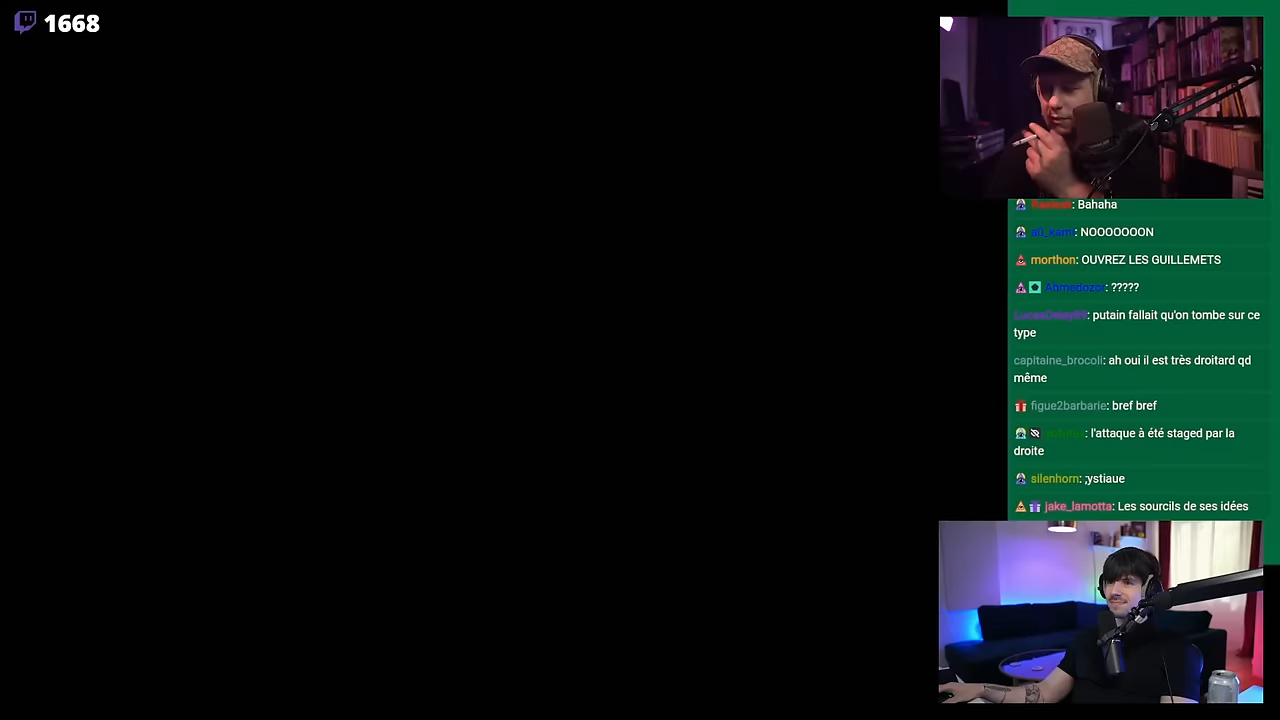 1668
: Bahaha
a0_kami: NOOOOOOON
morthon: OUVREZ LES GUILLEMETS
Ahmedozor: ?????
: putain fallait qu'on tombe sur ce
type
capitaine_brocoli: ah oui il est très droitard qd
même
figue2barbarie: bref bref
: l'attaque à été staged par la
droite
silenhorn: ;ystiaue
jake_lamotta: Les sourcils de ses idées